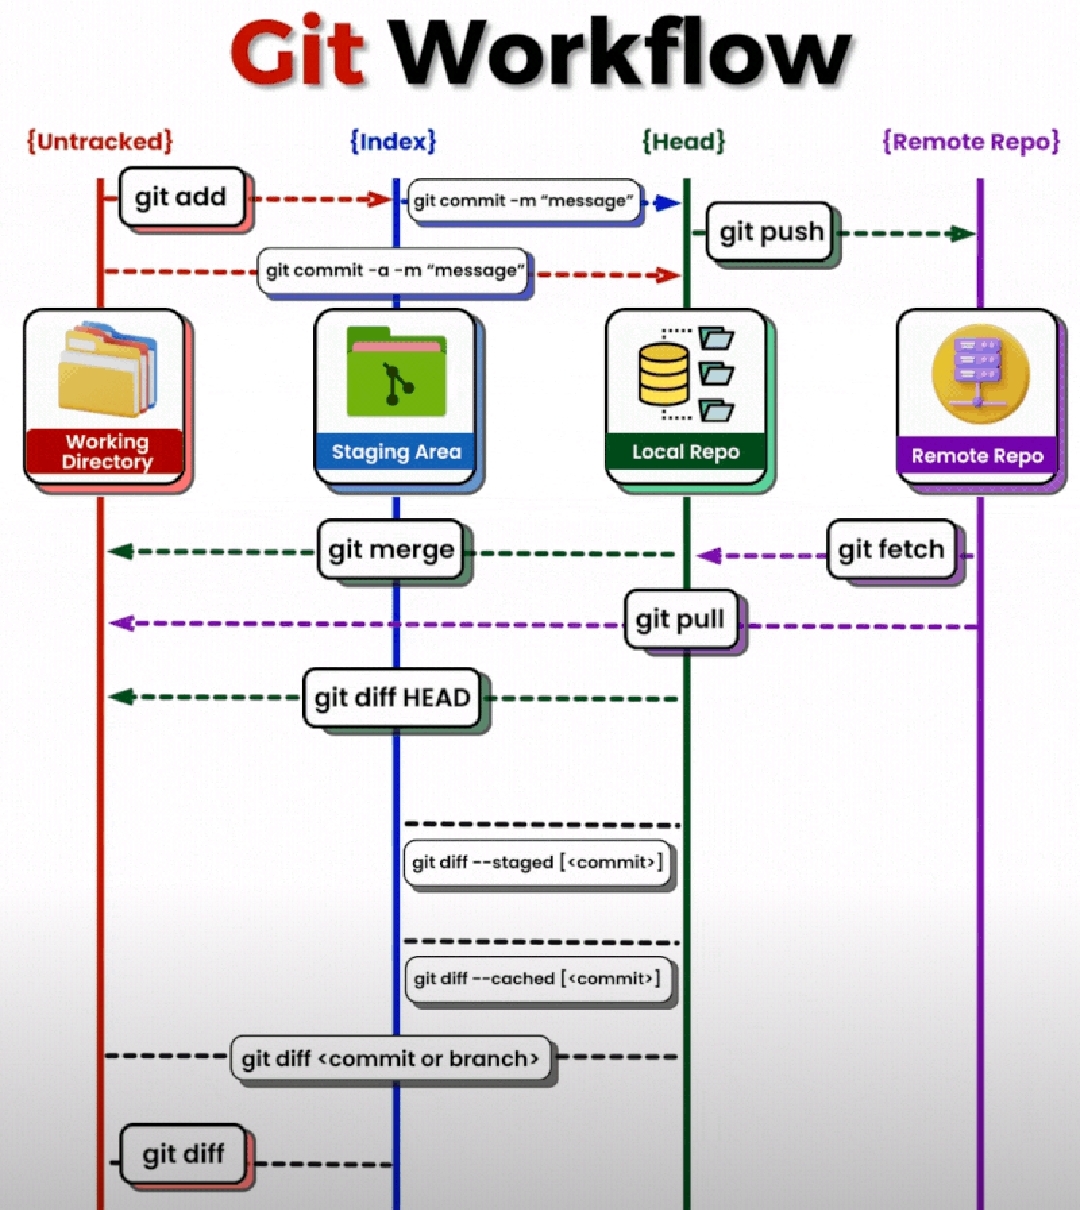 Git Workflow
{Untracked}
{Index}
{Head}
{Remote Repo}
git add
git commit -m “message”
git push
git commit -a -m “message”
Working
Directory
Staging Area
Local Repo
Remote Repo
git merge
git fetch
git pull
git diff HEAD
git diff --staged [<commit>]
git diff --cached [<commit>]
git diff <commit or branch>
git diff